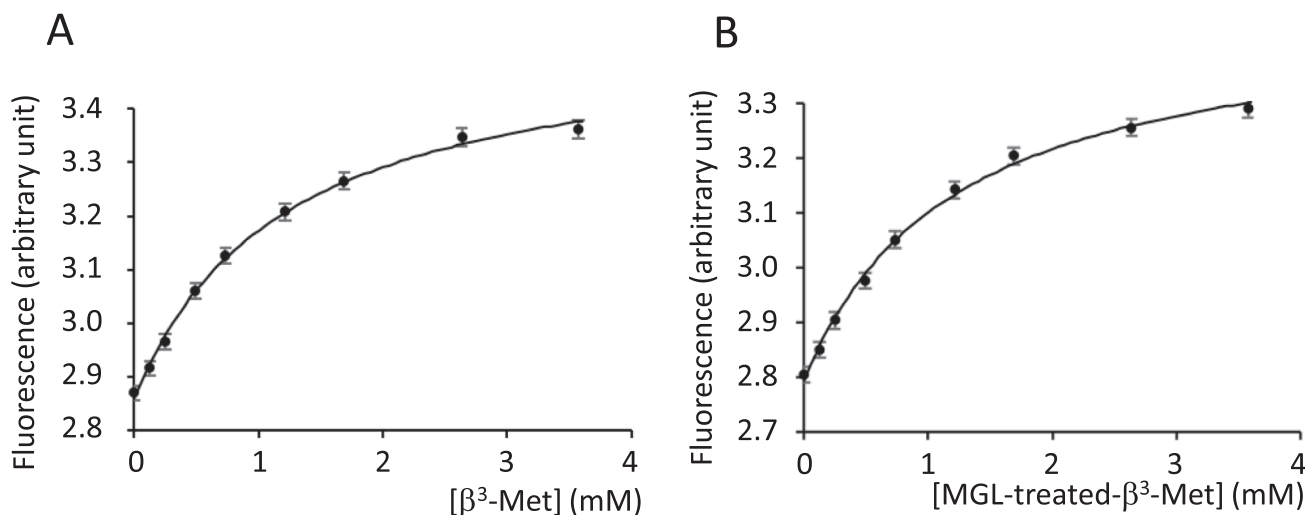 A
Fluorescence (arbitrary unit)
3.4
3.3
3.2
3.1
3.0
2.9
2.8
0 1 2 3 4
[β³-Met] (mM)
B
Fluorescence (arbitrary unit)
3.3
3.2
3.1
3.0
2.9
2.8
2.7
0 1 2 3 4
[MGL-treated-β³-Met] (mM)